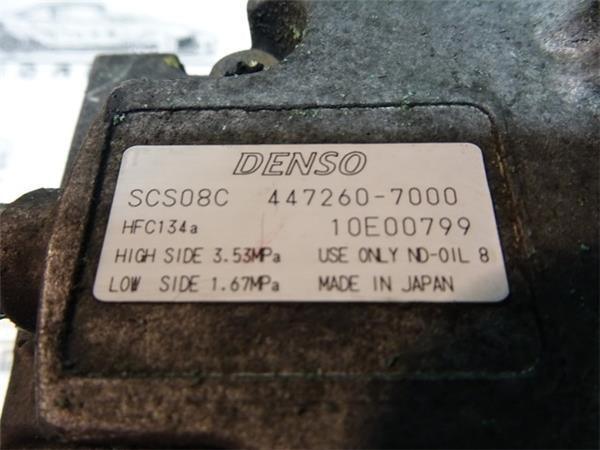 DENSO
SCS08C 447260-7000
HFC134a 10E00799
HIGH SIDE 3.53MPa USE ONLY ND-OIL 8
LOW SIDE 1.67MPa MADE IN JAPAN